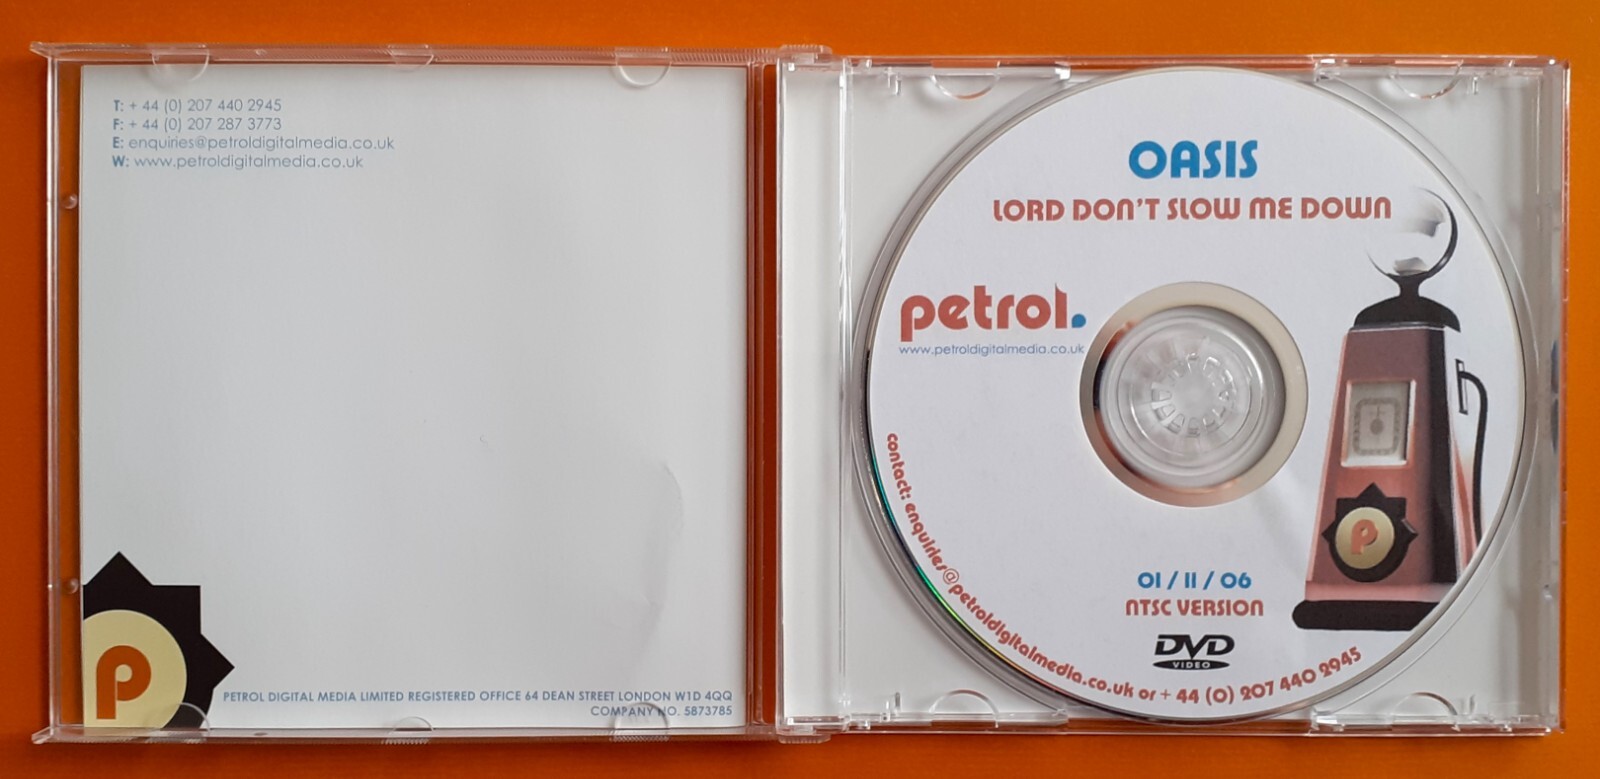 T: + 44 (0) 207 440 2945
F: + 44 (0) 207 287 3773
E: enquiries@petroldigitalmedia.co.uk
W: www.petroldigitalmedia.co.uk
P
PETROL DIGITAL MEDIA LIMITED REGISTERED OFFICE 64 DEAN STREET LONDON W1D 4QQ
COMPANY NO. 5873785
OASIS
LORD DON'T SLOW ME DOWN
petrol.
www.petroldigitalmedia.co.uk
P
01 / 11 / 06
NTSC VERSION
DVD
VIDEO
contact: enquiries@petroldigitalmedia.co.uk or + 44 (0) 207 440 2945